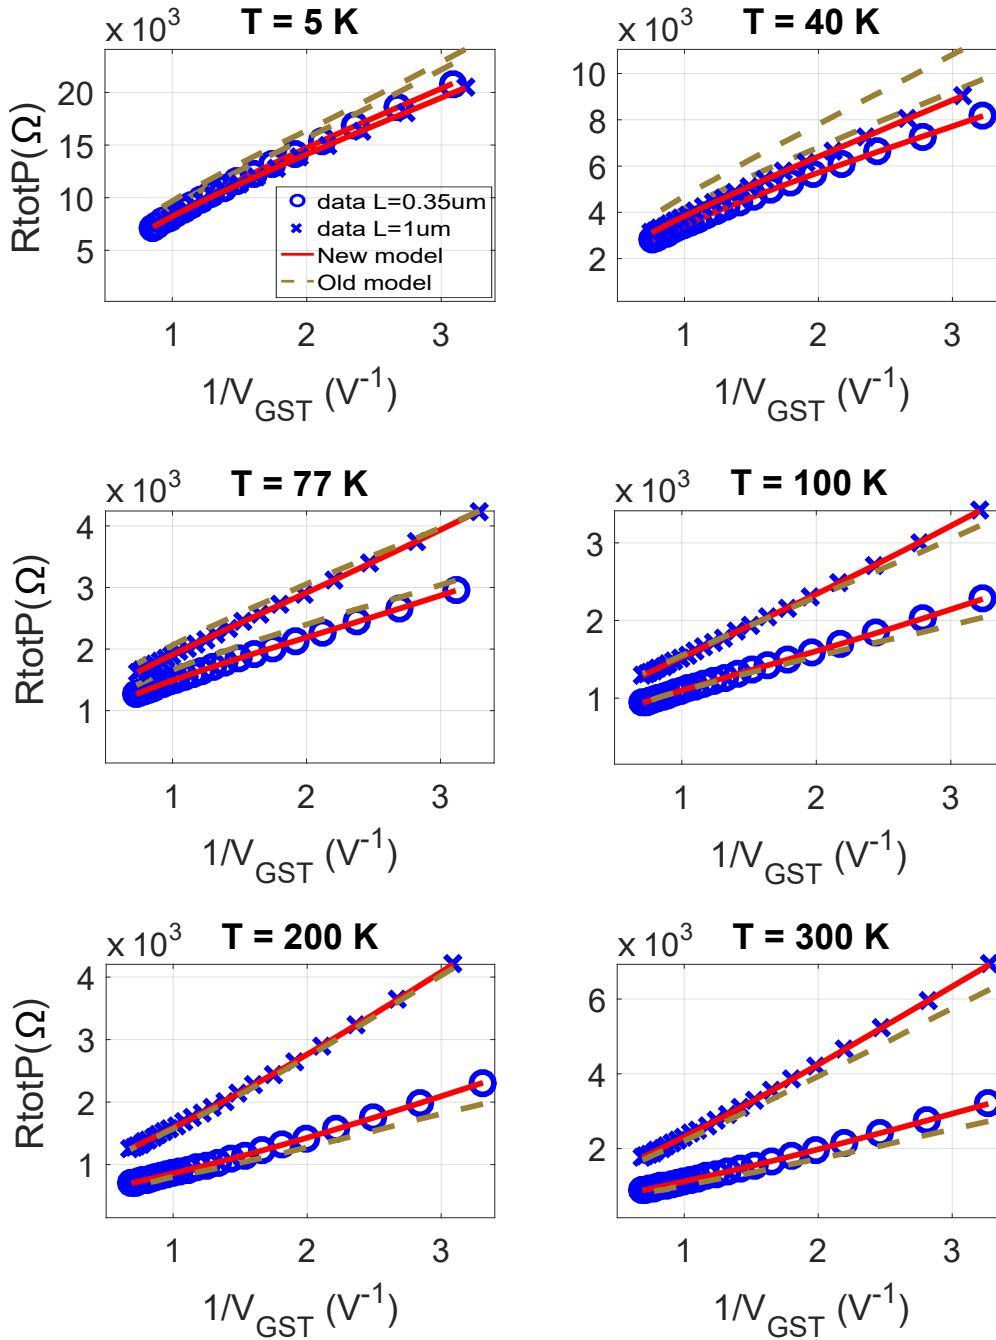 x 10³ T = 5 K
RtotP(Ω)
20
15
10
5
data L=0.35um
data L=1um
New model
Old model
1 2 3
1/V_GST (V⁻¹)
x 10³ T = 40 K
10
8
6
4
2
1 2 3
1/V_GST (V⁻¹)
x 10³ T = 77 K
RtotP(Ω)
4
3
2
1
1 2 3
1/V_GST (V⁻¹)
x 10³ T = 100 K
3
2
1
1 2 3
1/V_GST (V⁻¹)
x 10³ T = 200 K
RtotP(Ω)
4
3
2
1
1 2 3
1/V_GST (V⁻¹)
x 10³ T = 300 K
6
4
2
1 2 3
1/V_GST (V⁻¹)